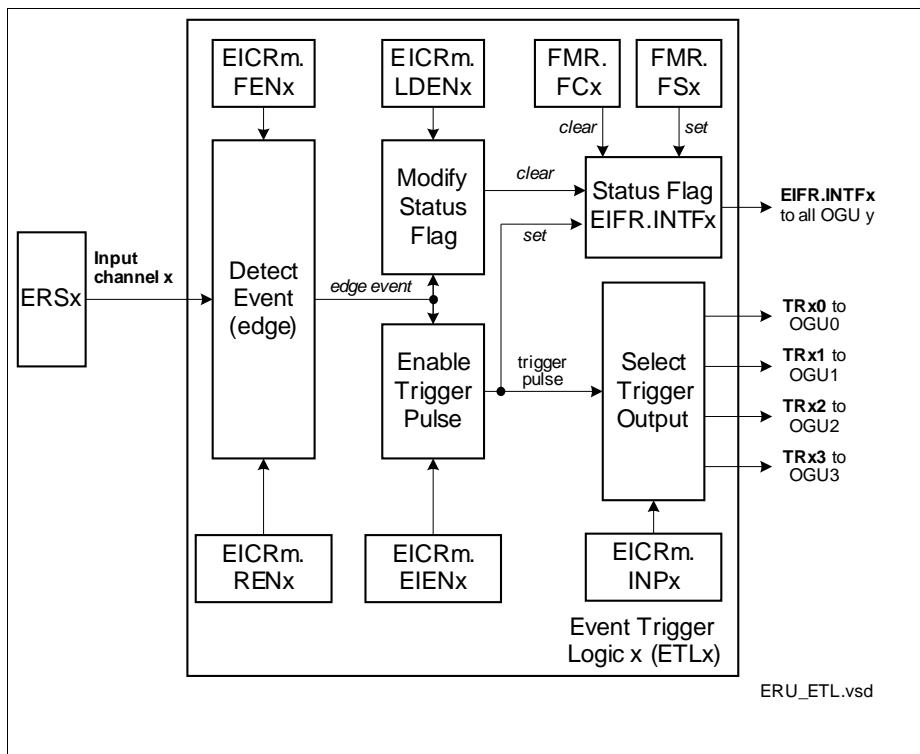 EICRm.
FENx
EICRm.
LDENx
FMR.
FCx
FMR.
FSx
clear
set
Modify
Status
Flag
clear
set
Status Flag
EIFR.INTFx
EIFR.INTFx
to all OGU y
ERSx
Input
channel x
Detect
Event
(edge)
edge event
Enable
Trigger
Pulse
trigger
pulse
Select
Trigger
Output
TRx0 to
OGU0
TRx1 to
OGU1
TRx2 to
OGU2
TRx3 to
OGU3
EICRm.
RENx
EICRm.
EIENx
EICRm.
INPx
Event Trigger
Logic x (ETLx)
ERU_ETL.vsd